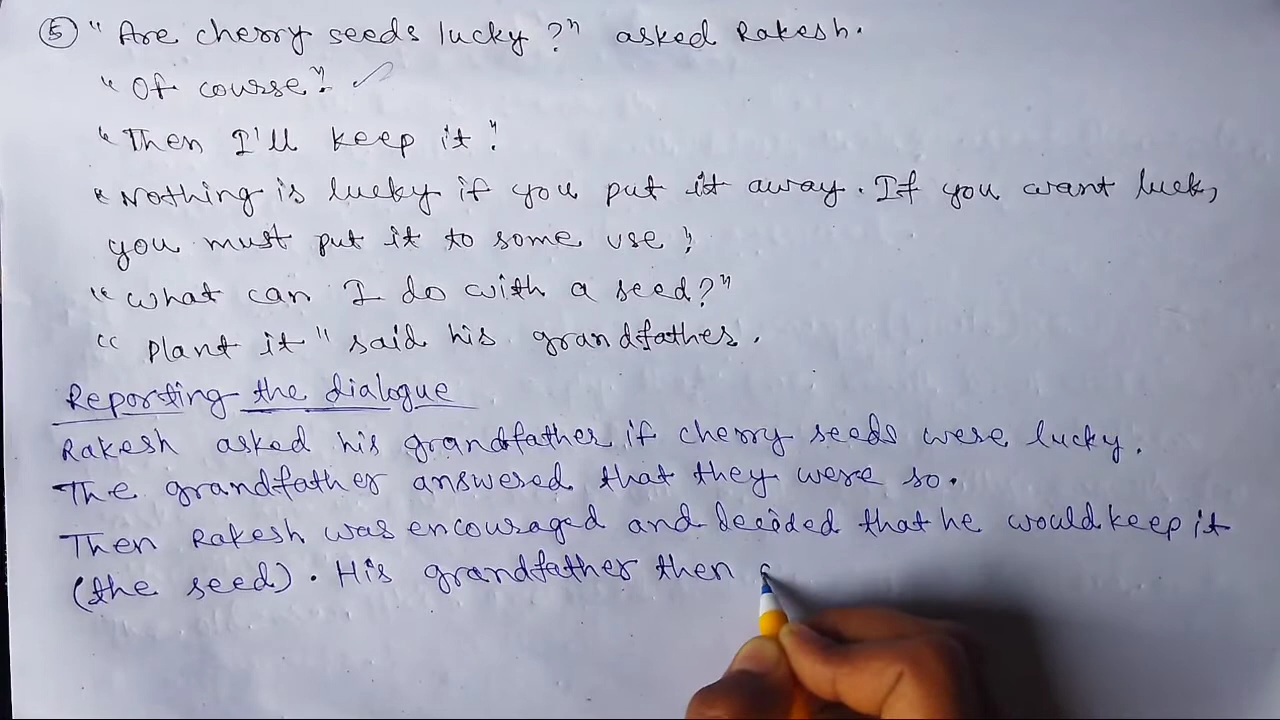 ⑤ "Are cherry seeds lucky?" asked Rakesh.
"Of course"!
"Then I'll keep it"!
"Nothing is lucky if you put it away. If you want luck,
you must put it to some use!
"What can I do with a seed?"
"Plant it" said his grandfather.
Reporting the dialogue
Rakesh asked his grandfather if cherry seeds were lucky.
The grandfather answered that they were so.
Then Rakesh was encouraged and decided that he would keep it
(the seed). His grandfather then